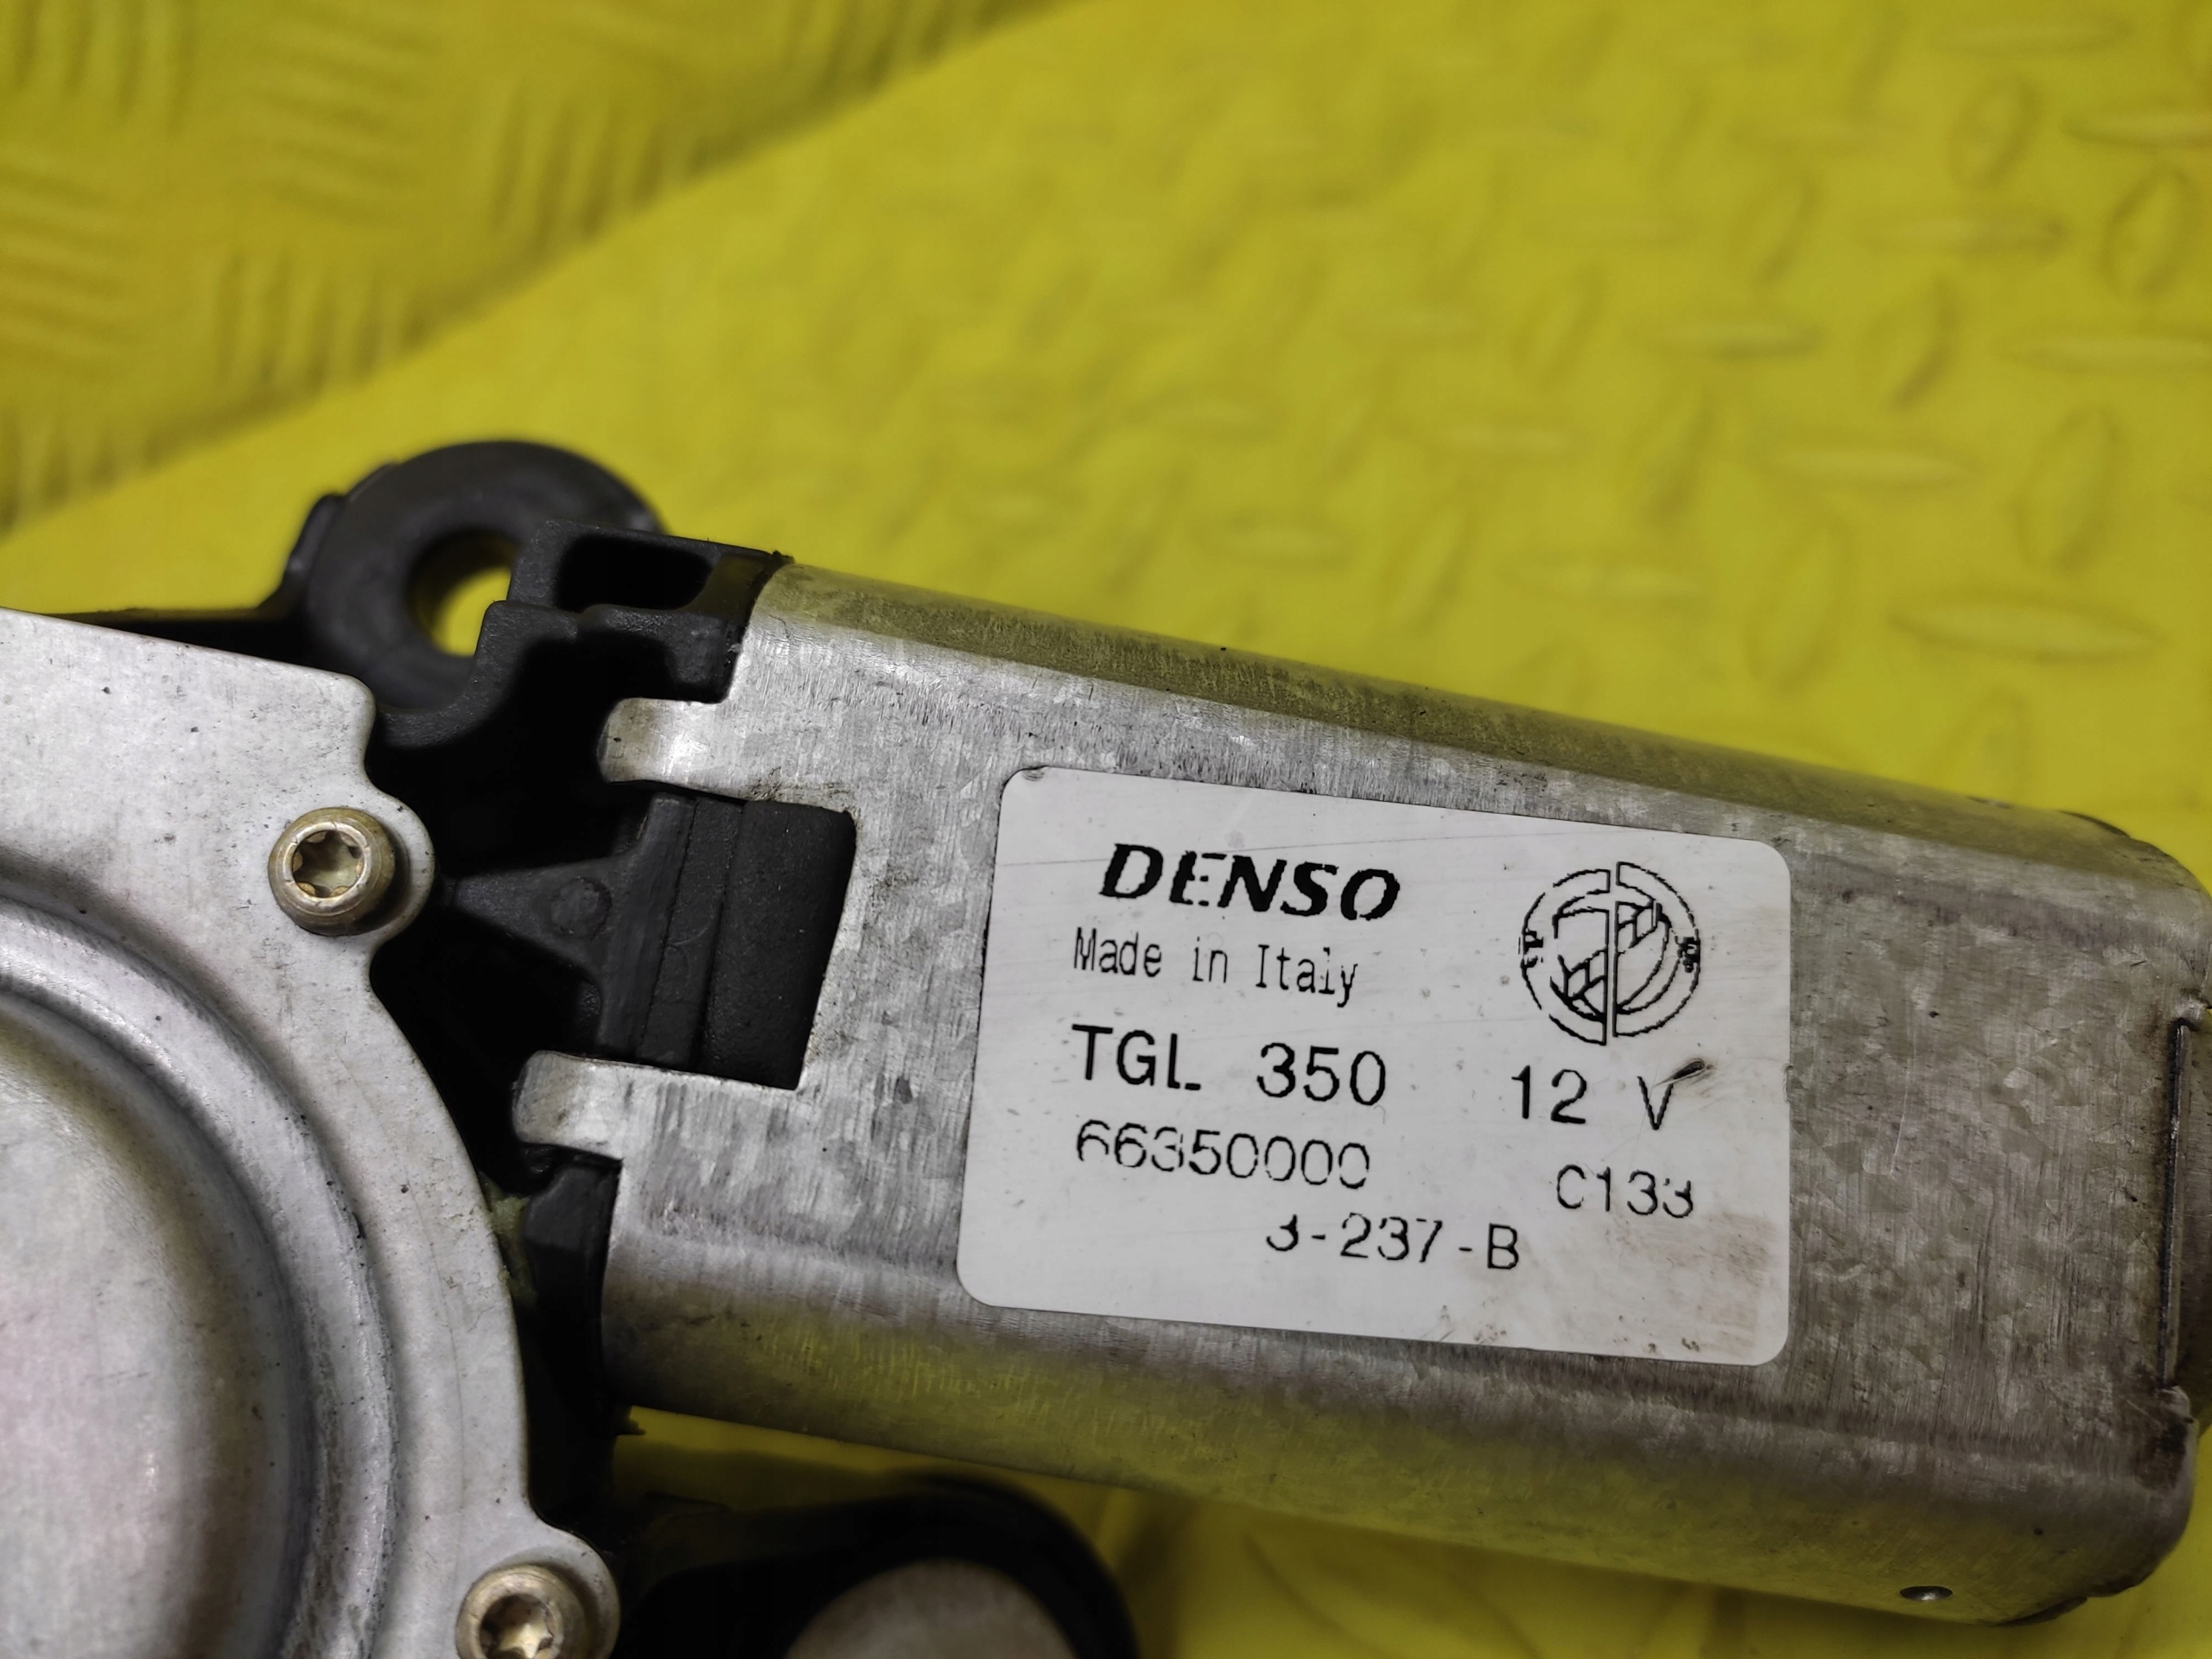 DENSO
Made in Italy
TGL 350 12 V
66350000 C133
3-237-B